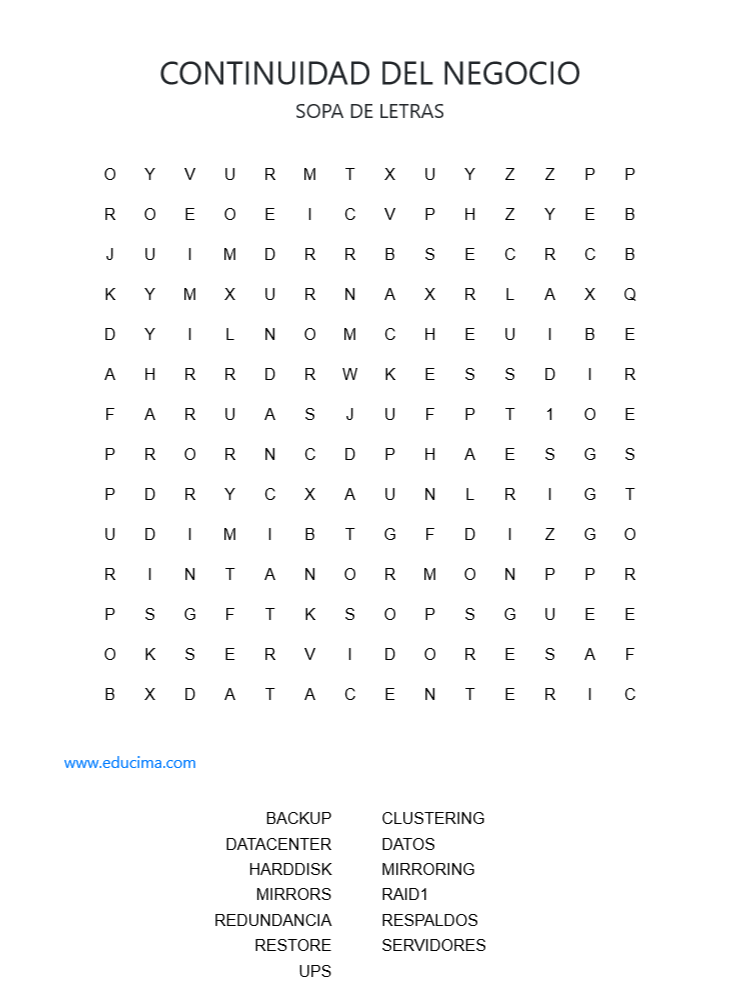 CONTINUIDAD DEL NEGOCIO
SOPA DE LETRAS
O Y V U R M T X U Y Z Z P P
R O E O E I C V P H Z Y E B
J U I M D R R B S E C R C B
K Y M X U R N A X R L A X Q
D Y I L N O M C H E U I B E
A H R R D R W K E S S D I R
F A R U A S J U F P T 1 O E
P R O R N C D P H A E S G S
P D R Y C X A U N L R I G T
U D I M I B T G F D I Z G O
R I N T A N O R M O N P P R
P S G F T K S O P S G U E E
O K S E R V I D O R E S A F
B X D A T A C E N T E R I C
www.educima.com
BACKUP CLUSTERING
DATACENTER DATOS
HARDDISK MIRRORING
MIRRORS RAID1
REDUNDANCIA RESPALDOS
RESTORE SERVIDORES
UPS